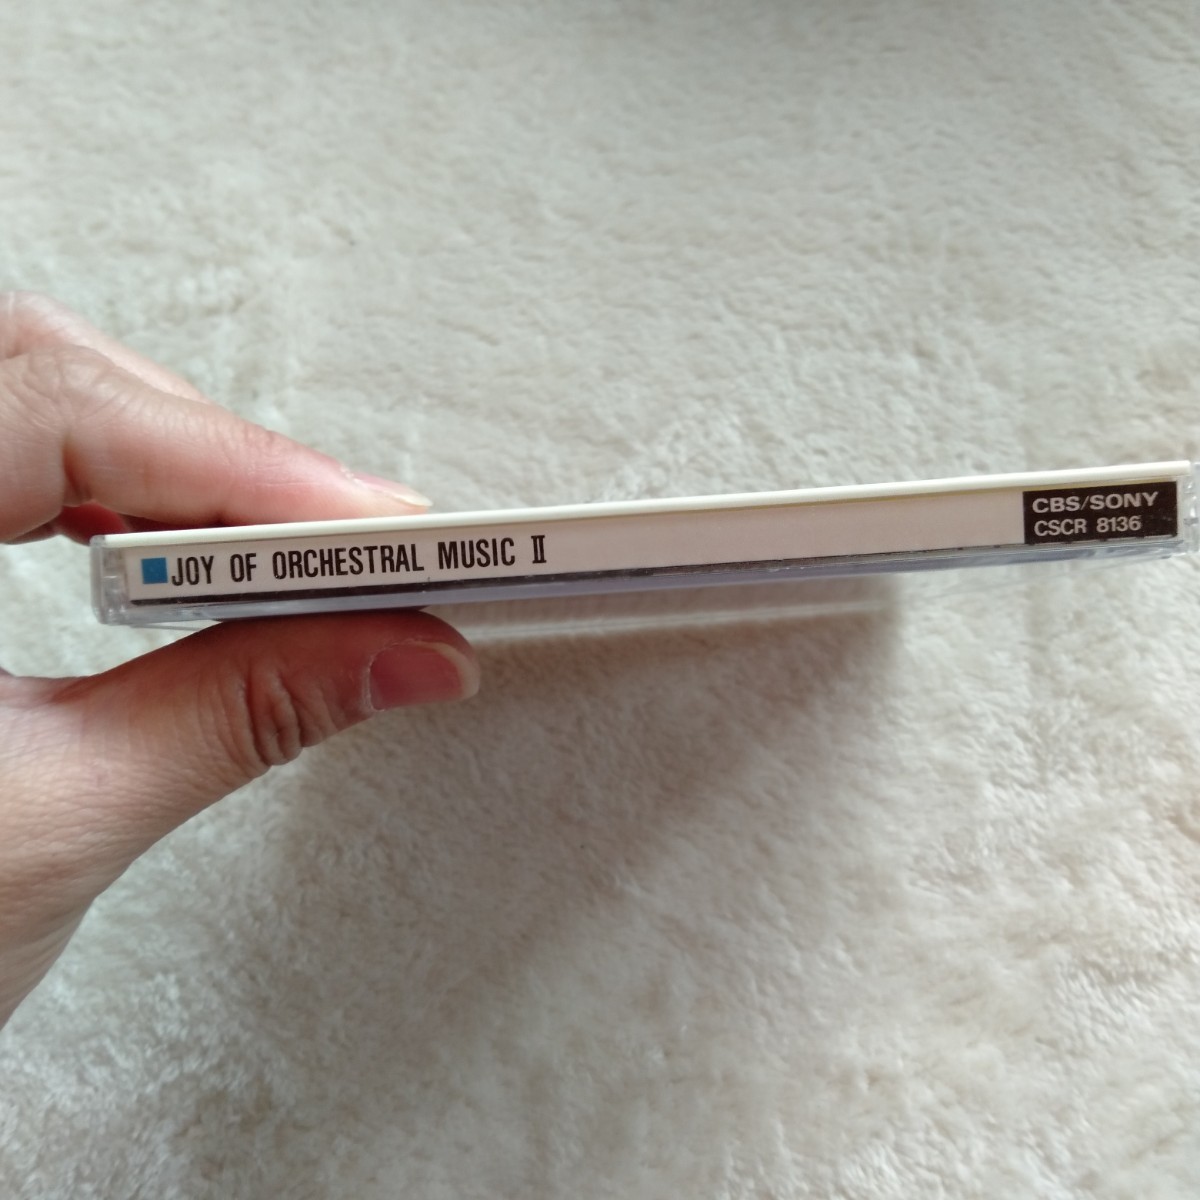 JOY OF ORCHESTRAL MUSIC Ⅱ
CBS/SONY
CSCR 8136